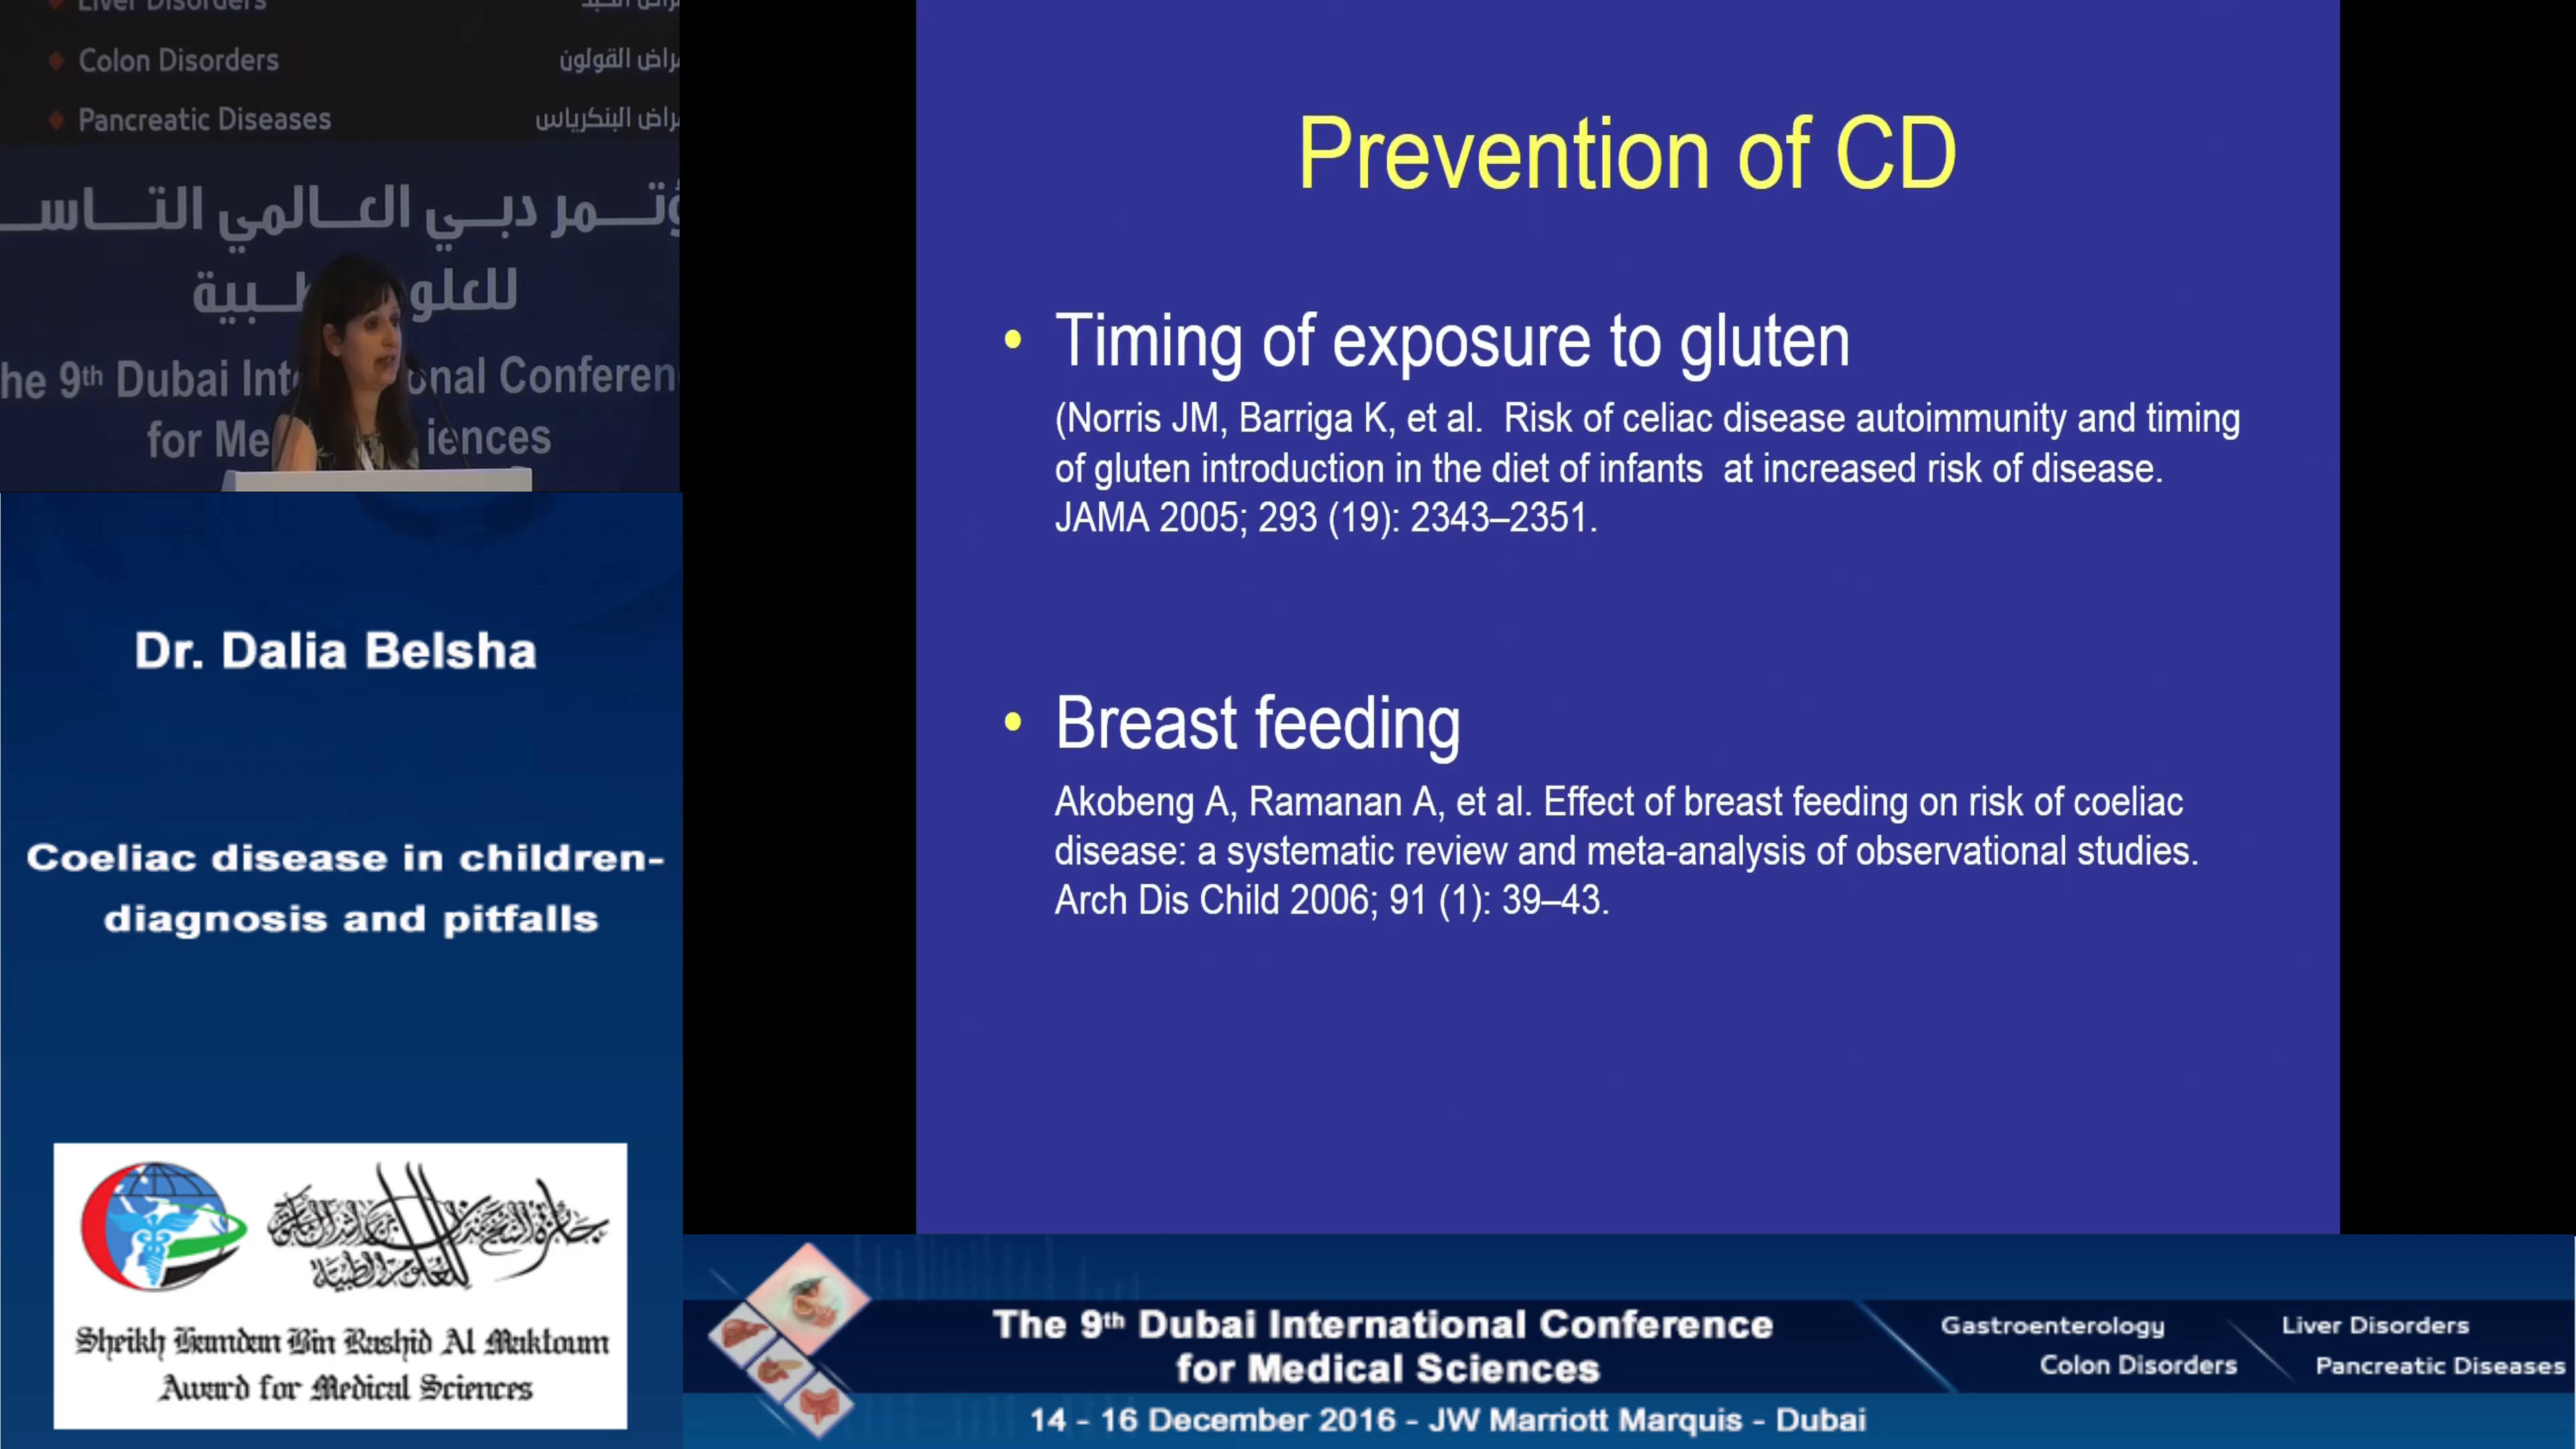 Colon Disorders
Pancreatic Diseases
he 9th Dubai Int onal Conferen
for Me iences
Dr. Dalia Belsha
Coeliac disease in children-
diagnosis and pitfalls
Sheikh Hamdan Bin Rashid Al Maktoum
Award for Medical Sciences
Prevention of CD
• Timing of exposure to gluten
(Norris JM, Barriga K, et al. Risk of celiac disease autoimmunity and timing
of gluten introduction in the diet of infants at increased risk of disease.
JAMA 2005; 293 (19): 2343–2351.
• Breast feeding
Akobeng A, Ramanan A, et al. Effect of breast feeding on risk of coeliac
disease: a systematic review and meta-analysis of observational studies.
Arch Dis Child 2006; 91 (1): 39–43.
The 9th Dubai International Conference
for Medical Sciences
14 - 16 December 2016 - JW Marriott Marquis - Dubai
Gastroenterology
Liver Disorders
Colon Disorders
Pancreatic Diseases